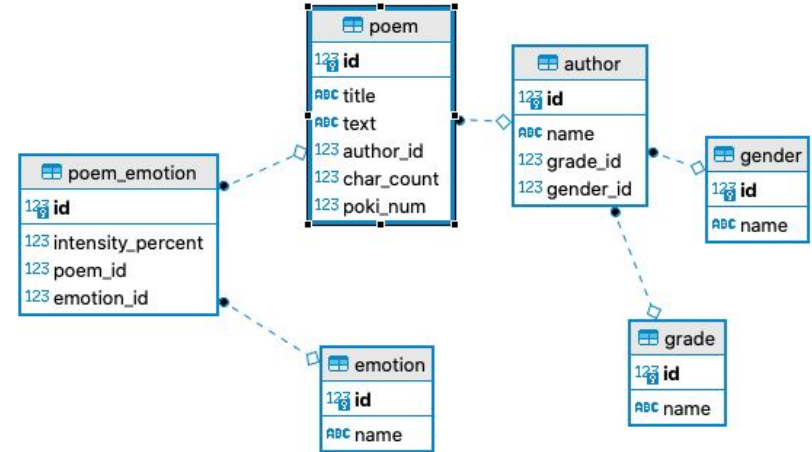 poem
123 id
ABC title
ABC text
123 author_id
123 char_count
123 poki_num
author
123 id
ABC name
123 grade_id
123 gender_id
gender
123 id
ABC name
poem_emotion
123 id
123 intensity_percent
123 poem_id
123 emotion_id
emotion
123 id
ABC name
grade
123 id
ABC name